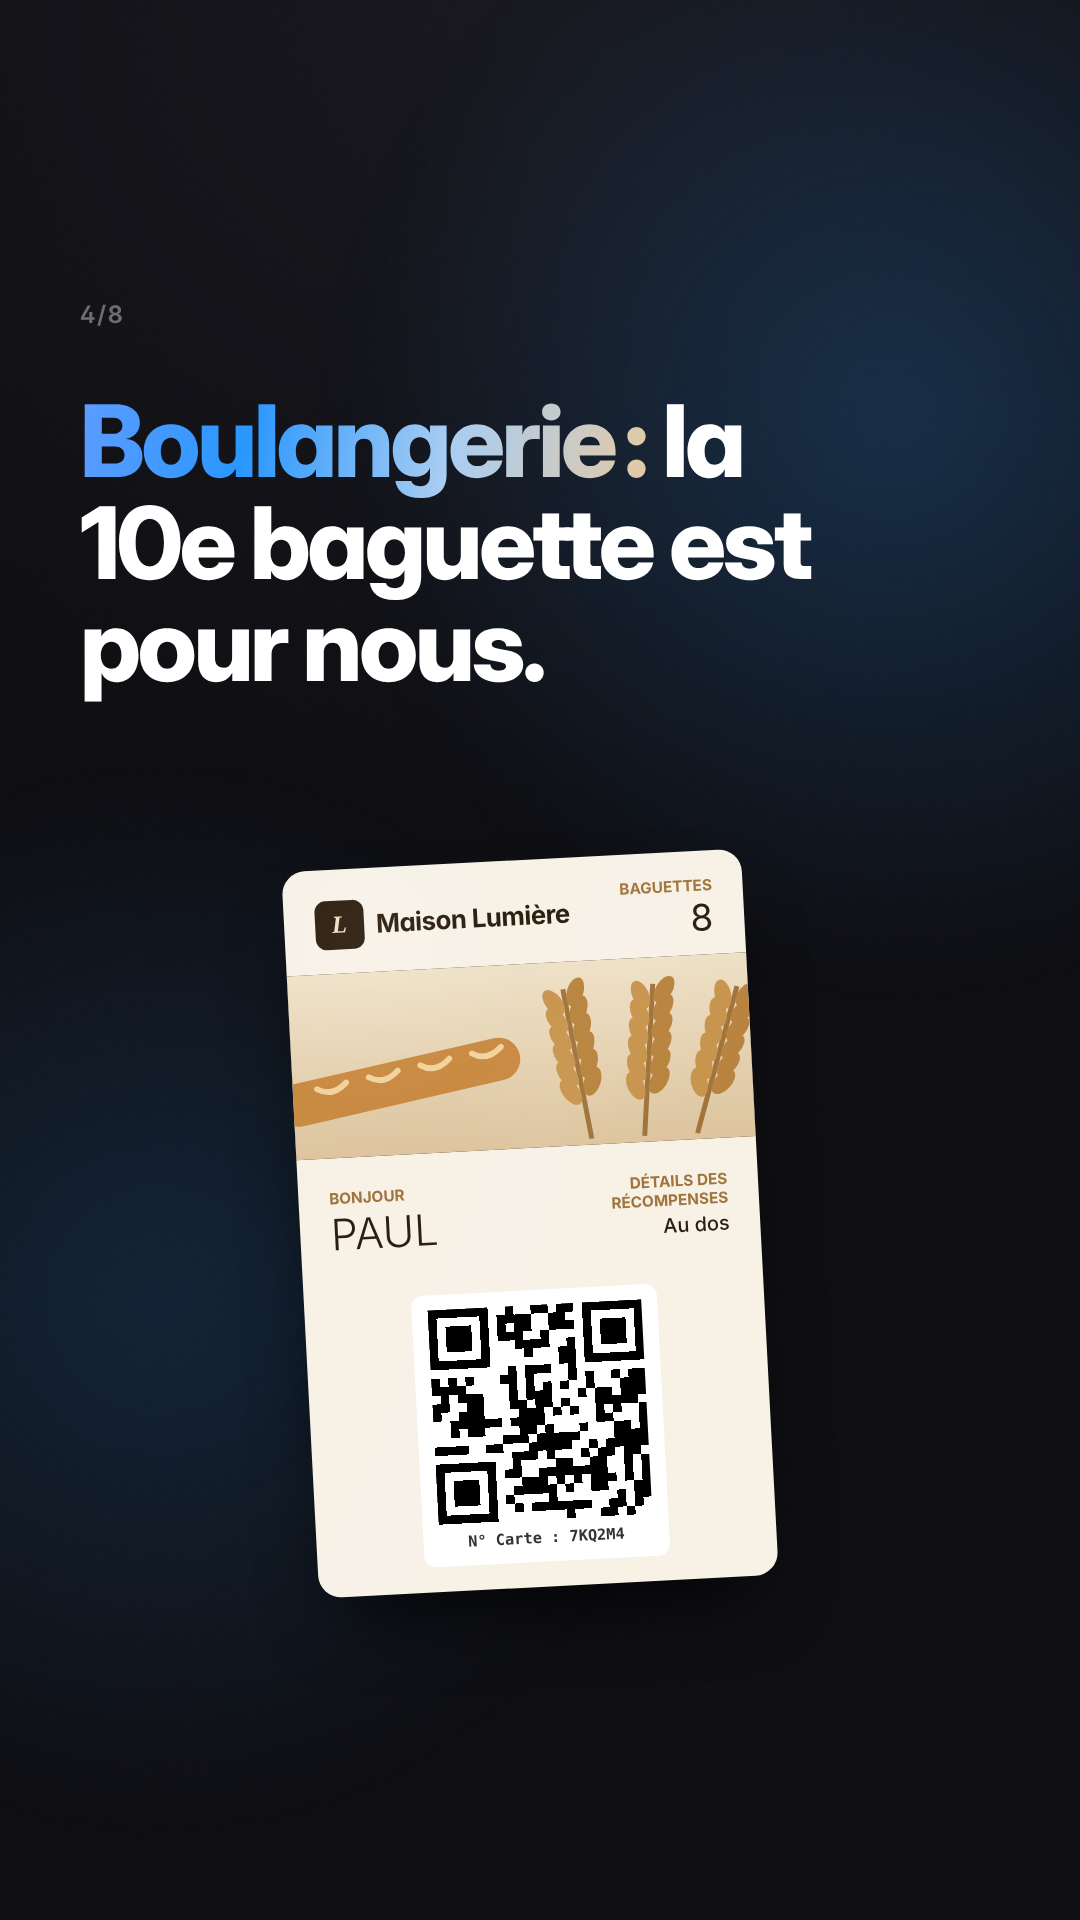 4/8
Boulangerie : la
10e baguette est
pour nous.
L
Maison Lumière
BAGUETTES
8
BONJOUR
PAUL
DÉTAILS DES
RÉCOMPENSES
Au dos
N° Carte : 7KQ2M4